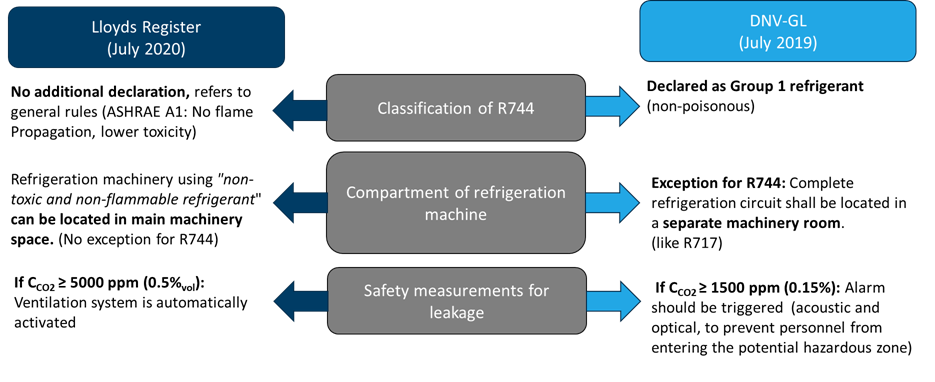 Lloyds Register
(July 2020)
DNV-GL
(July 2019)
No additional declaration, refers to
general rules (ASHRAE A1: No flame
Propagation, lower toxicity)
Classification of R744
Declared as Group 1 refrigerant
(non-poisonous)
Refrigeration machinery using "non-
toxic and non-flammable refrigerant"
can be located in main machinery
space. (No exception for R744)
Compartment of refrigeration
machine
Exception for R744: Complete
refrigeration circuit shall be located in
a separate machinery room.
(like R717)
If CCO2 ≥ 5000 ppm (0.5%vol):
Ventilation system is automatically
activated
Safety measurements for
leakage
If CCO2 ≥ 1500 ppm (0.15%): Alarm
should be triggered (acoustic and
optical, to prevent personnel from
entering the potential hazardous zone)